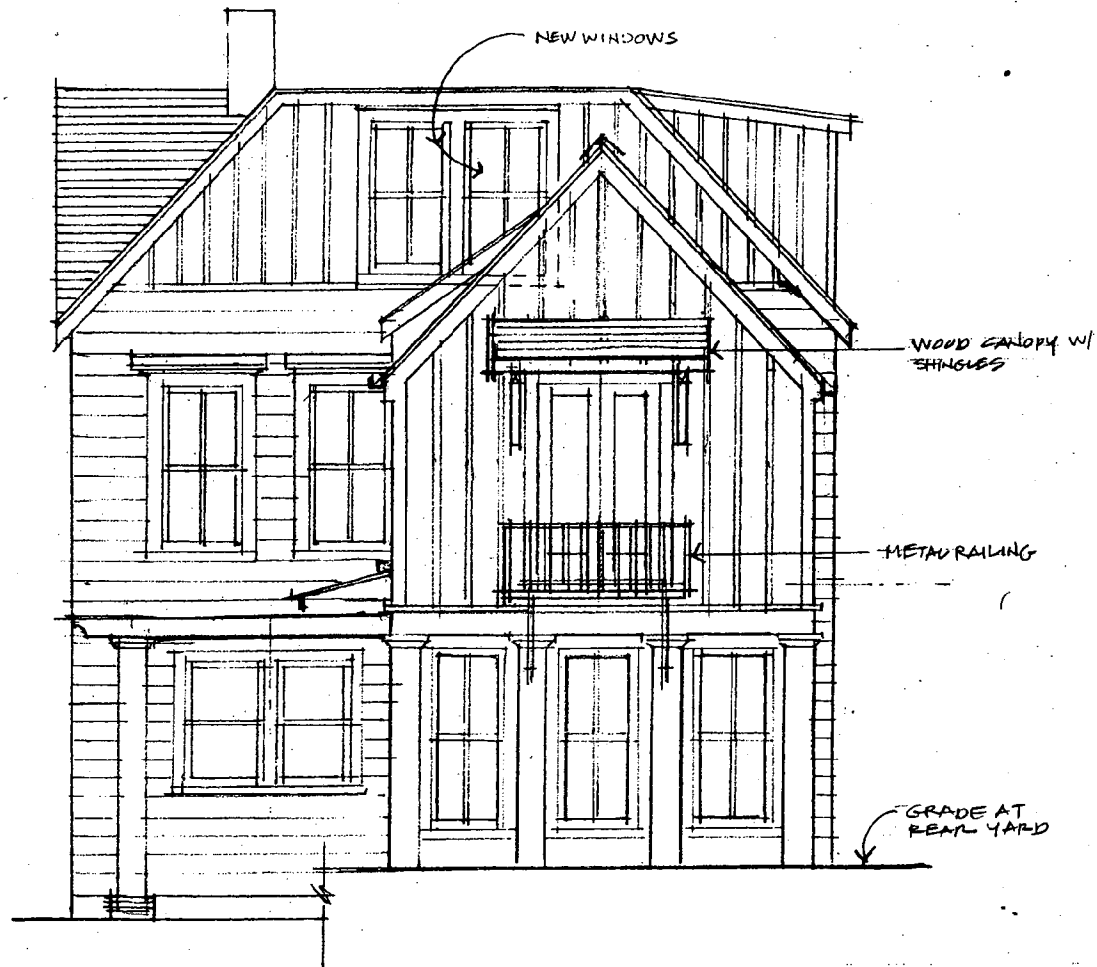 NEW WINDOWS
WOOD CANOPY W/
SHINGLES
METAL RAILING
GRADE AT
REAR YARD